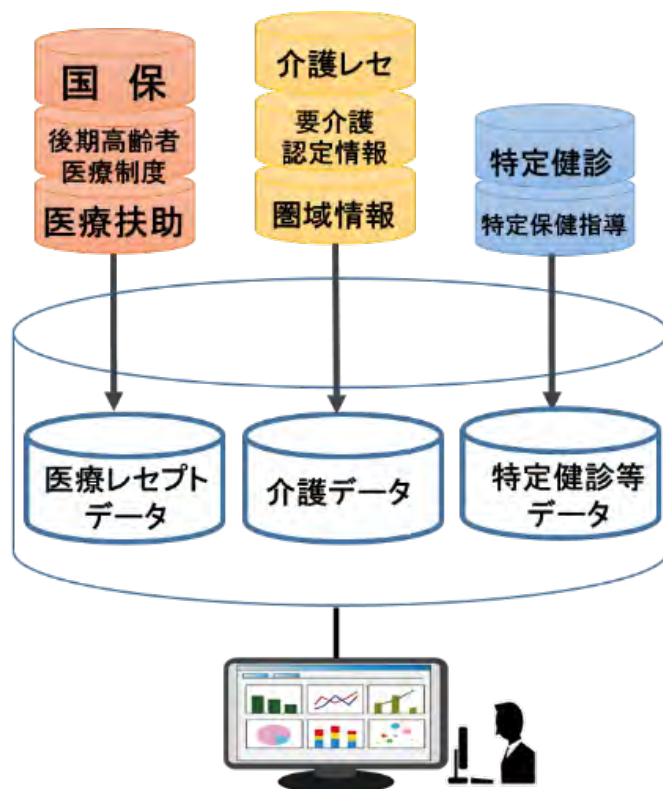 国 保
後期高齢者
医療制度
医療扶助
介護レセ
要介護
認定情報
圏域情報
特定健診
特定保健指導
医療レセプト
データ
介護データ
特定健診等
データ